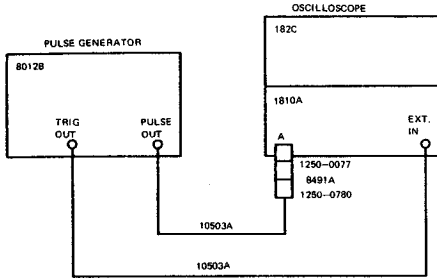 OSCILLOSCOPE
182C
PULSE GENERATOR
8012B
1810A
TRIG
OUT
PULSE
OUT
A
EXT.
IN
1250-0077
8491A
1250-0780
10503A
10503A